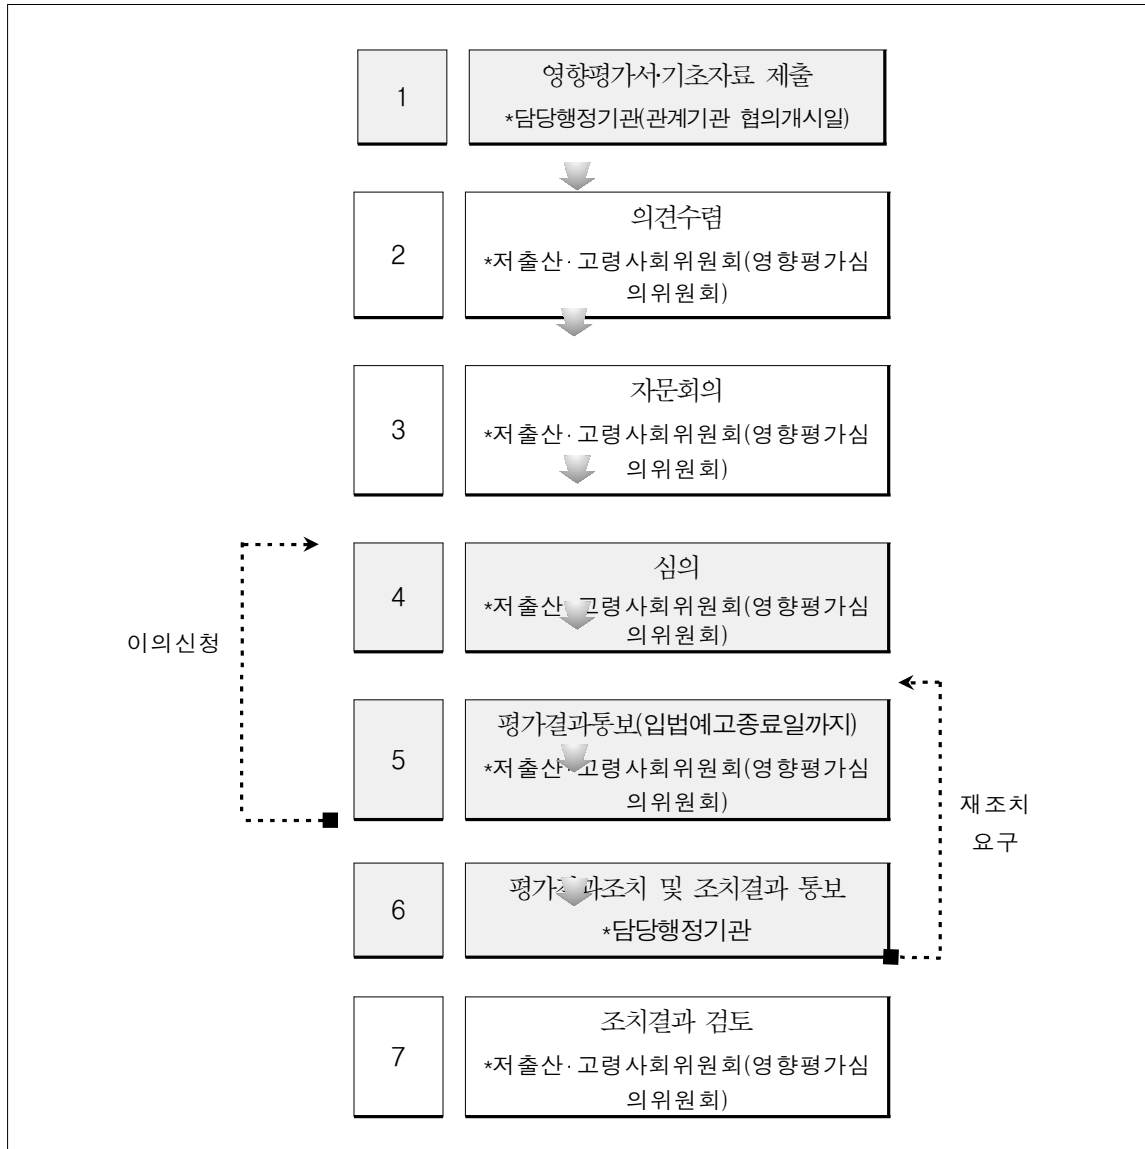 1
영향평가서·기초자료 제출
*담당행정기관(관계기관 협의개시일)
2
의견수렴
*저출산·고령사회위원회(영향평가심
의위원회)
3
자문회의
*저출산·고령사회위원회(영향평가심
의위원회)
4
심의
*저출산·고령사회위원회(영향평가심
의위원회)
이의신청
5
평가결과통보(입법예고종료일까지)
*저출산·고령사회위원회(영향평가심
의위원회)
재조치
요구
6
평가결과조치 및 조치결과 통보
*담당행정기관
7
조치결과 검토
*저출산·고령사회위원회(영향평가심
의위원회)